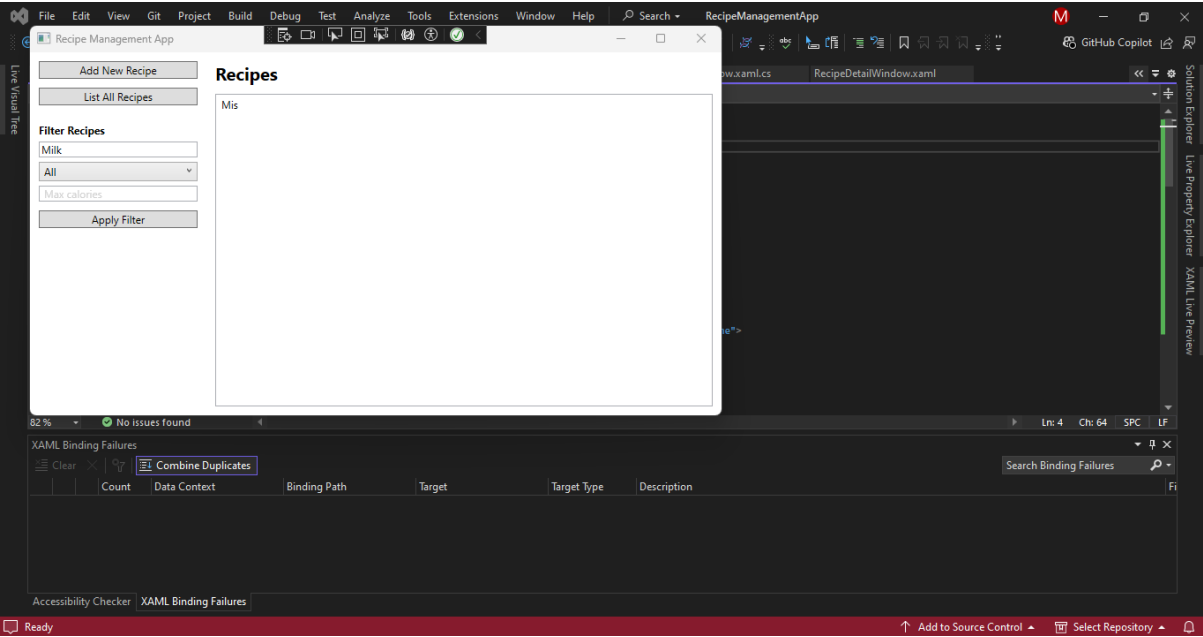 File Edit View Git Project Build Debug Test Analyze Tools Extensions Window Help Search RecipeManagementApp M
Recipe Management App
GitHub Copilot
Live Visual Tree
Add New Recipe
List All Recipes
Filter Recipes
Milk
All
Max calories
Apply Filter
Recipes
Mis
ow.xaml.cs RecipeDetailWindow.xaml
ne">
Solution Explorer
Live Property Explorer
XAML Live Preview
82 % No issues found Ln: 4 Ch: 64 SPC LF
XAML Binding Failures
Clear Combine Duplicates Search Binding Failures
Count Data Context Binding Path Target Target Type Description Fi
Accessibility Checker XAML Binding Failures
Ready Add to Source Control Select Repository